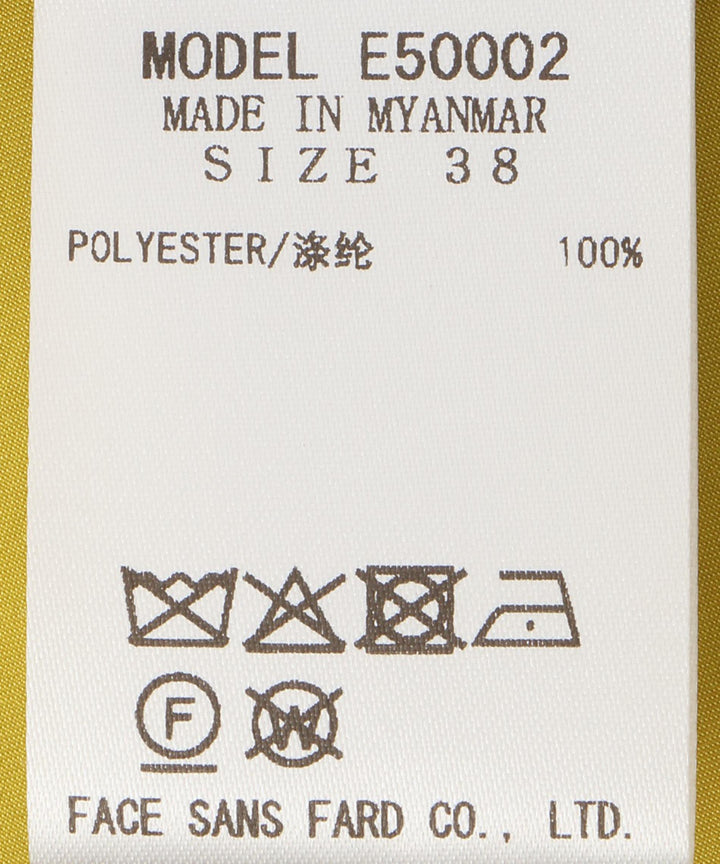 MODEL E50002
MADE IN MYANMAR
SIZE 38
POLYESTER/涤纶 100%
F W
FACE SANS FARD CO., LTD.